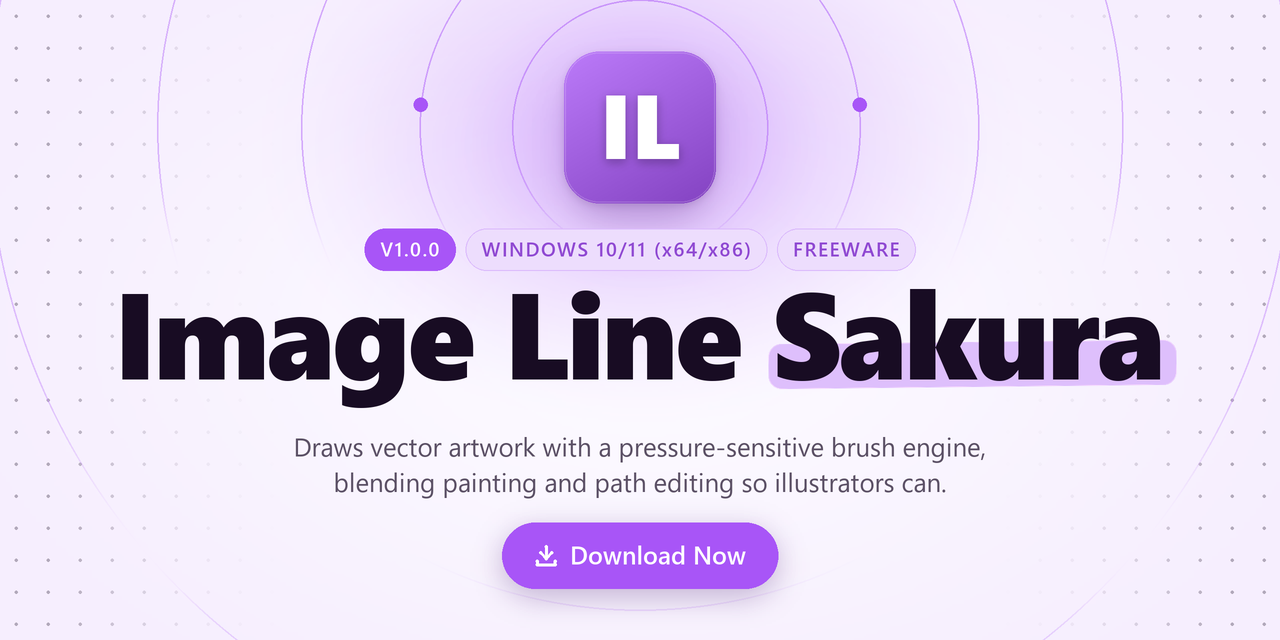 IL
V1.0.0 WINDOWS 10/11 (x64/x86) FREEWARE
Image Line Sakura
Draws vector artwork with a pressure-sensitive brush engine,
blending painting and path editing so illustrators can.
Download Now